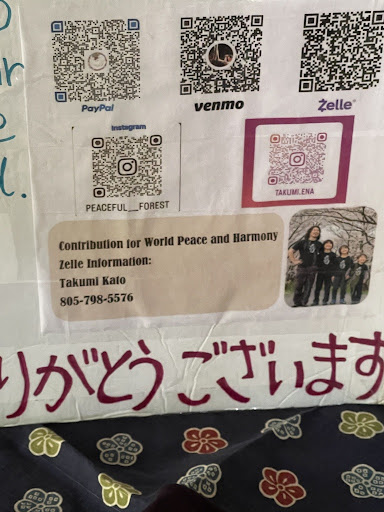 PayPal
venmo
Zelle®
Instagram
PEACEFUL__FOREST
TAKUMI.ENA
Contribution for World Peace and Harmony
Zelle Information:
Takumi Kato
805-798-5576
りがとうございます